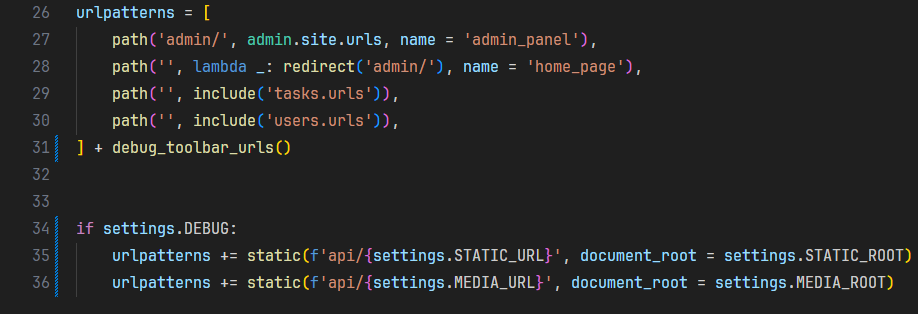 26 urlpatterns = [
27     path('admin/', admin.site.urls, name = 'admin_panel'),
28     path('', lambda _: redirect('admin/'), name = 'home_page'),
29     path('', include('tasks.urls')),
30     path('', include('users.urls')),
31 ] + debug_toolbar_urls()
32
33
34 if settings.DEBUG:
35     urlpatterns += static(f'api/{settings.STATIC_URL}', document_root = settings.STATIC_ROOT)
36     urlpatterns += static(f'api/{settings.MEDIA_URL}', document_root = settings.MEDIA_ROOT)